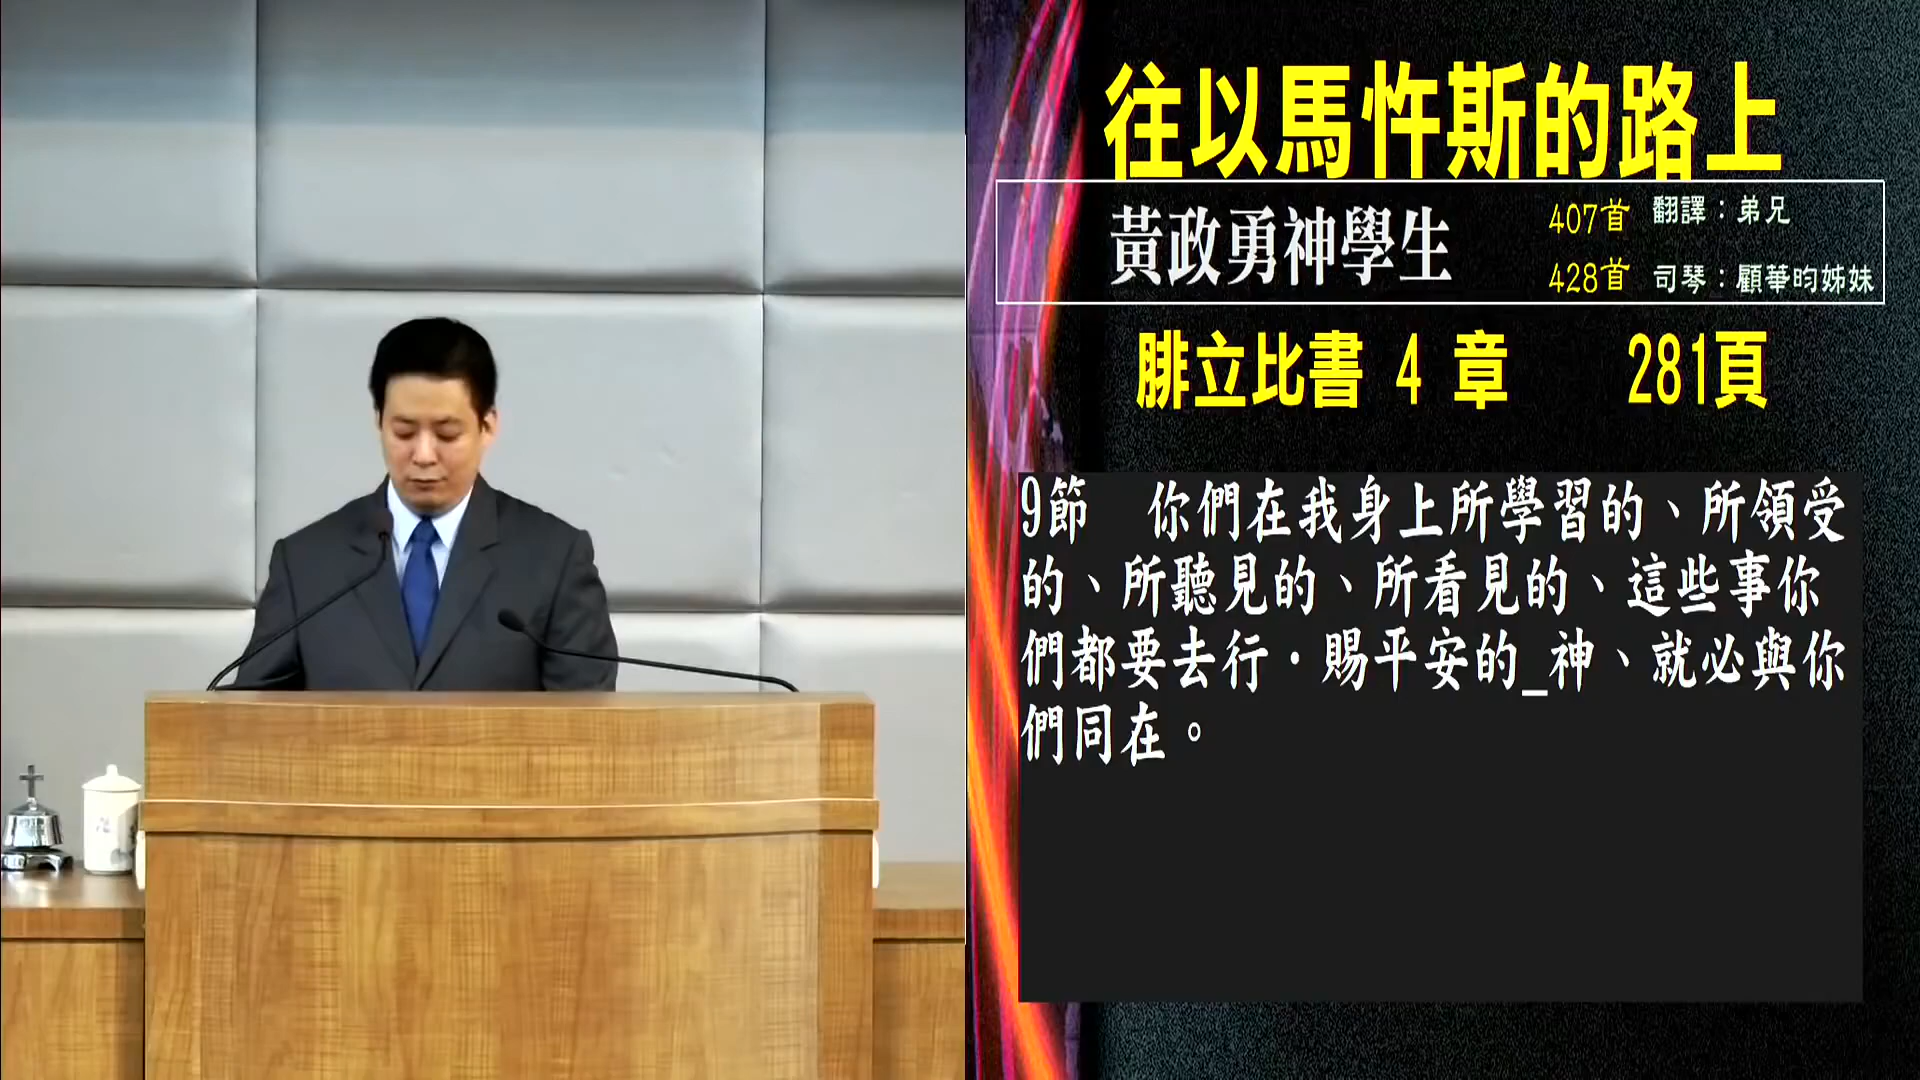 往以馬忤斯的路上
黃政勇神學生
407首 翻譯：弟兄
428首 司琴：顧華昀姊妹
腓立比書 4 章 281頁
9節 你們在我身上所學習的、所領受
的、所聽見的、所看見的、這些事你
們都要去行．賜平安的_神、就必與你
們同在。